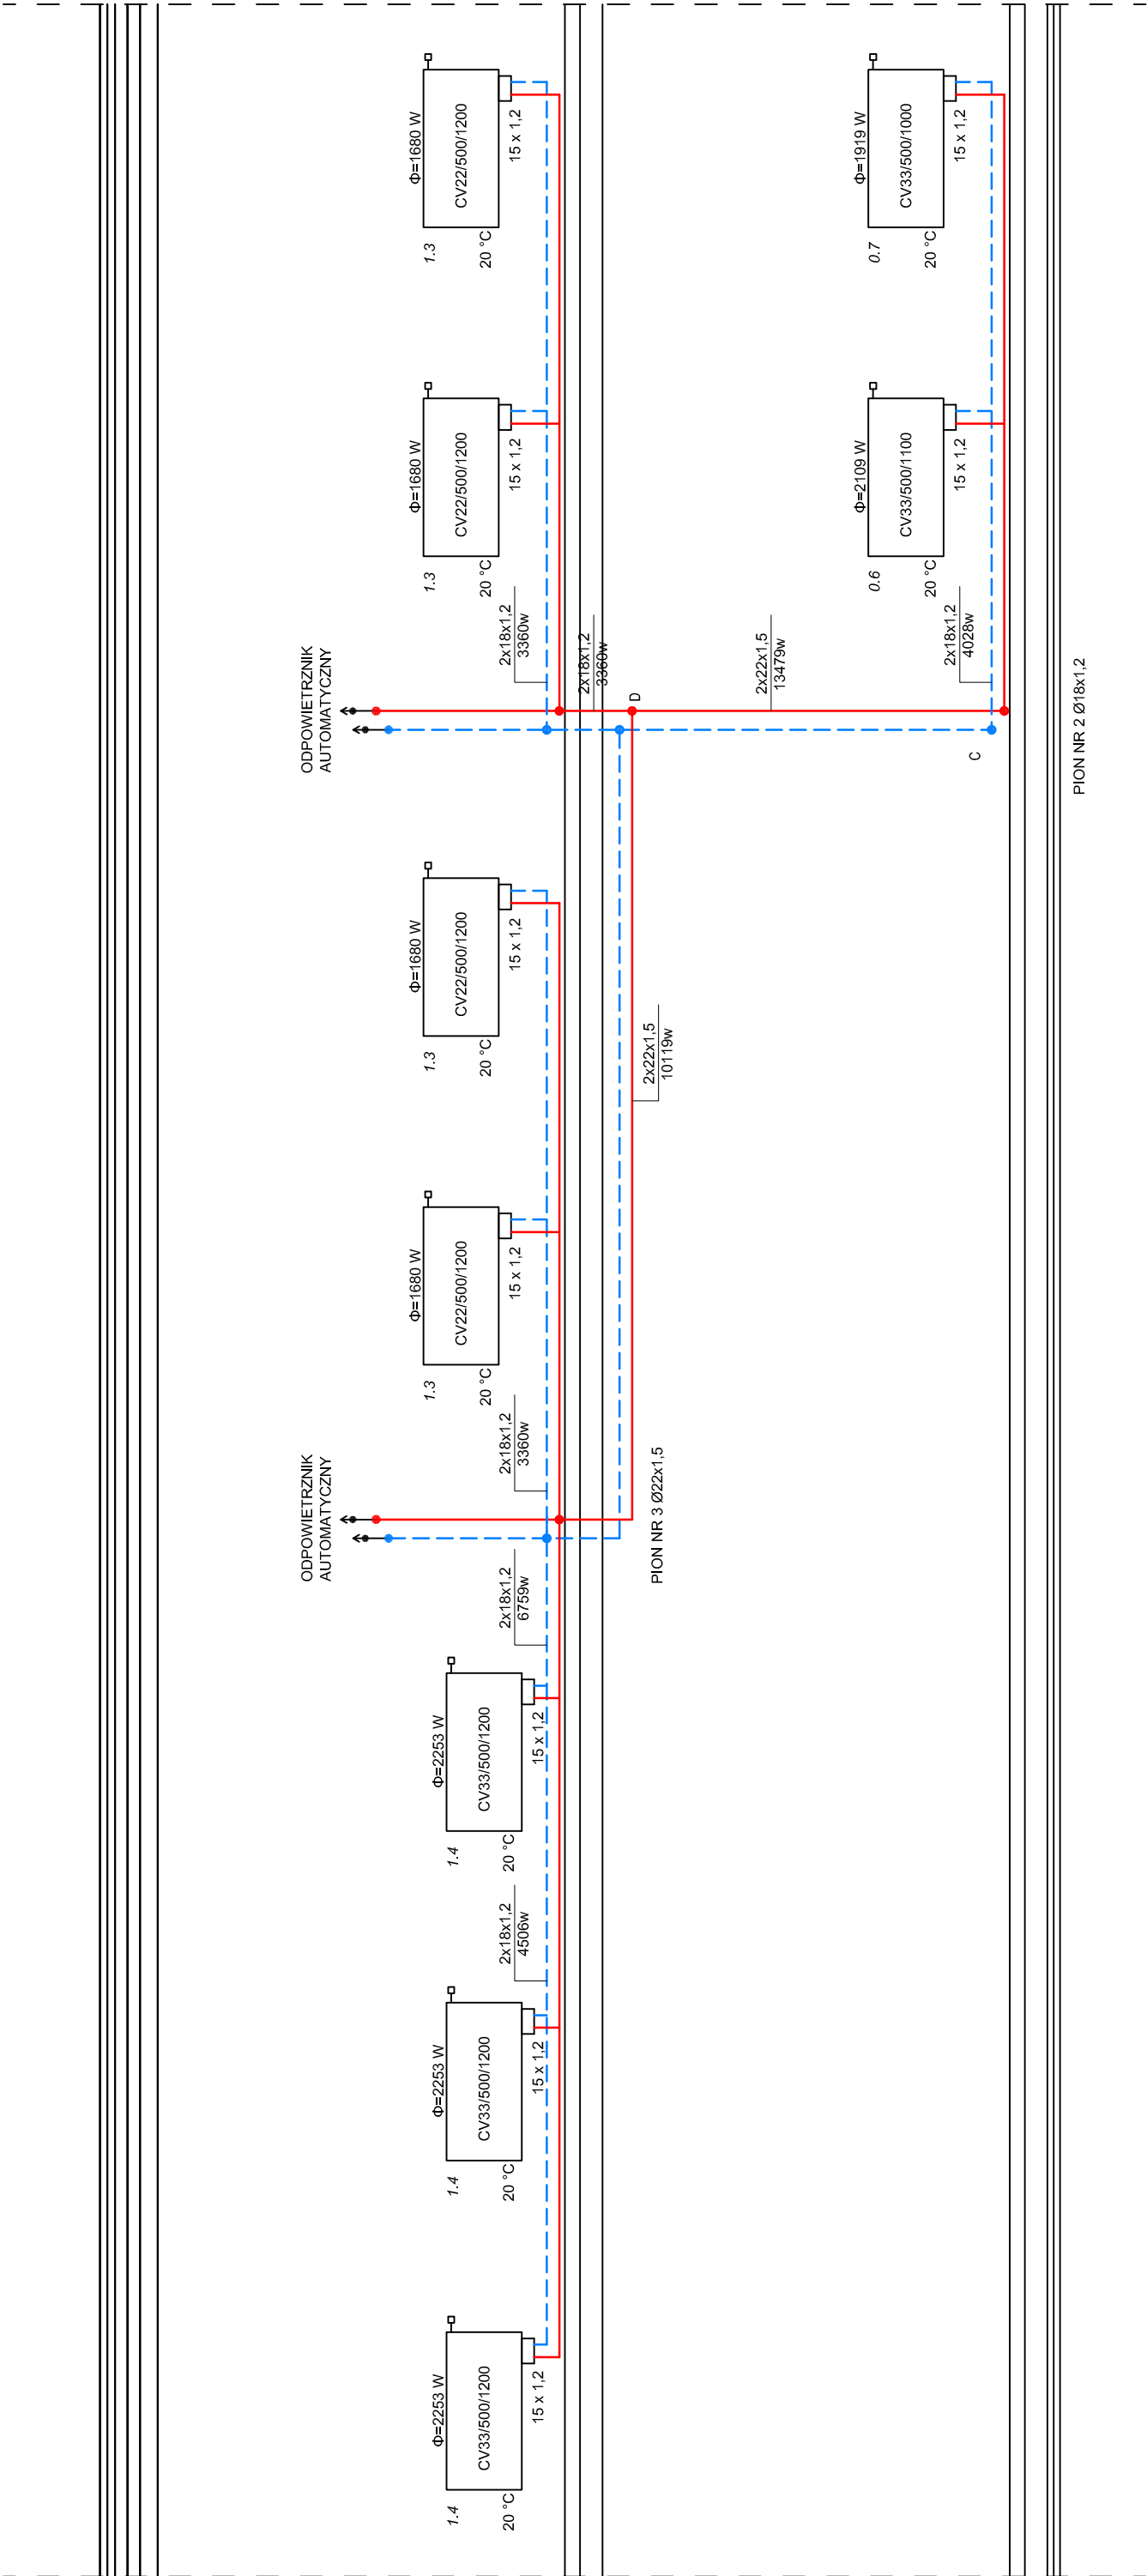 ODPOWIETRZNIK
AUTOMATYCZNY
ODPOWIETRZNIK
AUTOMATYCZNY
Φ=2253 W
CV33/500/1200
15 x 1,2
1.4
20 °C
Φ=2253 W
CV33/500/1200
15 x 1,2
1.4
20 °C
2x18x1,2
4506w
Φ=2253 W
CV33/500/1200
15 x 1,2
1.4
20 °C
2x18x1,2
6759w
2x18x1,2
3360w
Φ=1680 W
CV22/500/1200
15 x 1,2
1.3
20 °C
Φ=1680 W
CV22/500/1200
15 x 1,2
1.3
20 °C
2x18x1,2
3360w
Φ=1680 W
CV22/500/1200
15 x 1,2
1.3
20 °C
Φ=1680 W
CV22/500/1200
15 x 1,2
1.3
20 °C
2x18x1,2
3360w
D
PION NR 3 Ø22x1,5
2x22x1,5
10119w
2x22x1,5
13479w
2x18x1,2
4028w
Φ=2109 W
CV33/500/1100
15 x 1,2
0.6
20 °C
Φ=1919 W
CV33/500/1000
15 x 1,2
0.7
20 °C
C
PION NR 2 Ø18x1,2